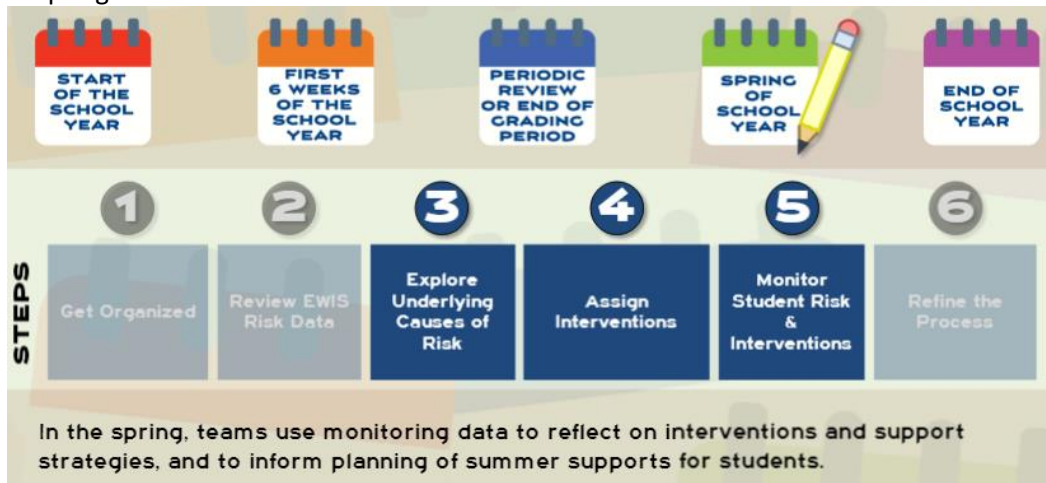 START
OF THE
SCHOOL
YEAR
FIRST
6 WEEKS
OF THE
SCHOOL
YEAR
PERIODIC
REVIEW
OR END OF
GRADING
PERIOD
SPRING
OF
SCHOOL
YEAR
END OF
SCHOOL
YEAR
1 2 3 4 5 6
STEPS
Get Organized
Review EWIS
Risk Data
Explore
Underlying
Causes of
Risk
Assign
Interventions
Monitor
Student Risk
&
Interventions
Refine the
Process
In the spring, teams use monitoring data to reflect on interventions and support
strategies, and to inform planning of summer supports for students.